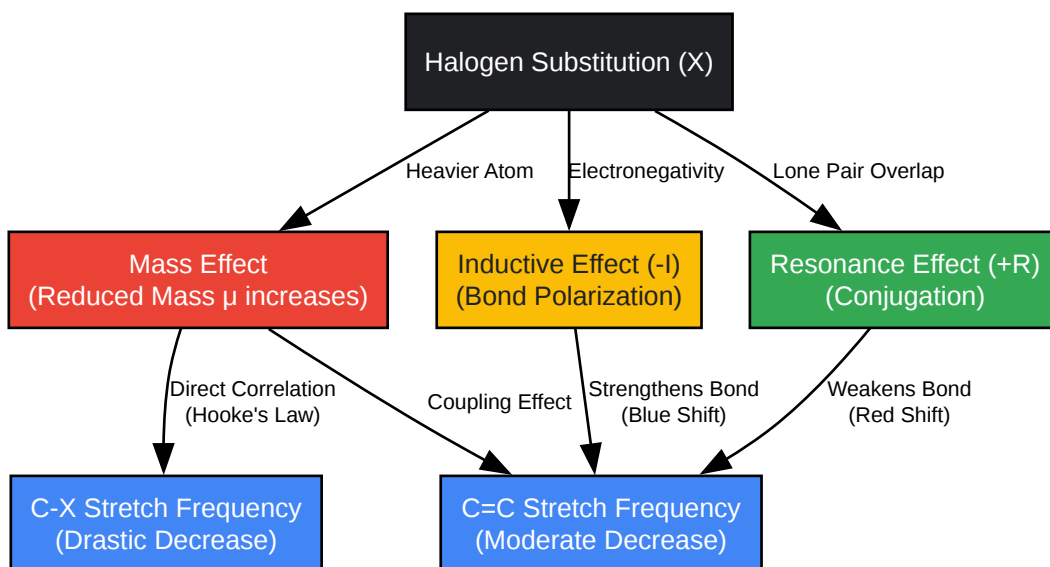 Halogen Substitution (X)
Heavier Atom
Electronegativity
Lone Pair Overlap
Mass Effect
(Reduced Mass μ increases)
Inductive Effect (-I)
(Bond Polarization)
Resonance Effect (+R)
(Conjugation)
Direct Correlation
(Hooke's Law)
Coupling Effect
Strengthens Bond
(Blue Shift)
Weakens Bond
(Red Shift)
C-X Stretch Frequency
(Drastic Decrease)
C=C Stretch Frequency
(Moderate Decrease)